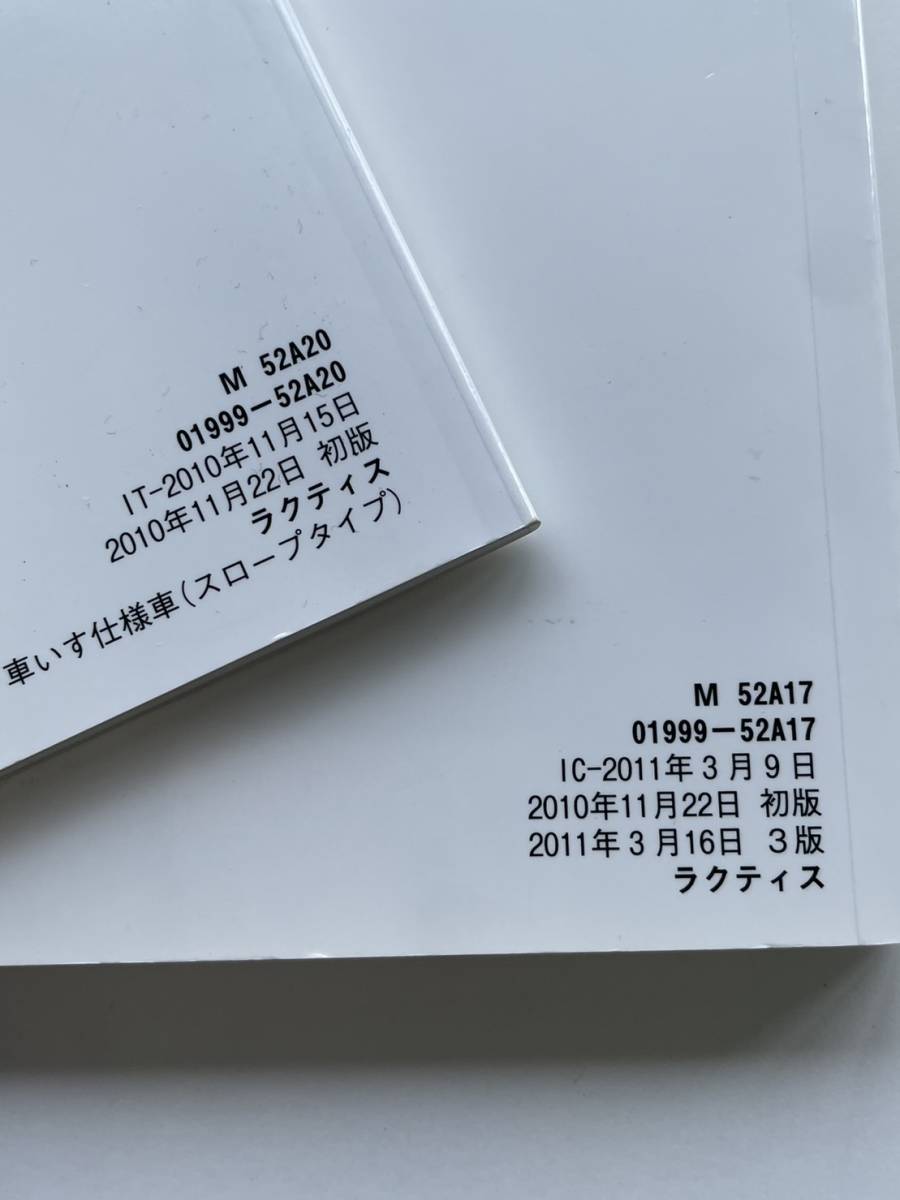 M 52A20
01999-52A20
IT-2010年11月15日
2010年11月22日 初版
ラクティス
車いす仕様車(スロープタイプ)
M 52A17
01999-52A17
IC-2011年3月9日
2010年11月22日 初版
2011年3月16日 3版
ラクティス